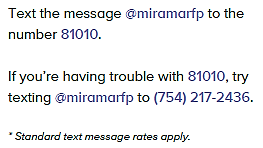 Text the message @miramarfp to the
number 81010.
If you're having trouble with 81010, try
texting @miramarfp to (754) 217-2436.
* Standard text message rates apply.